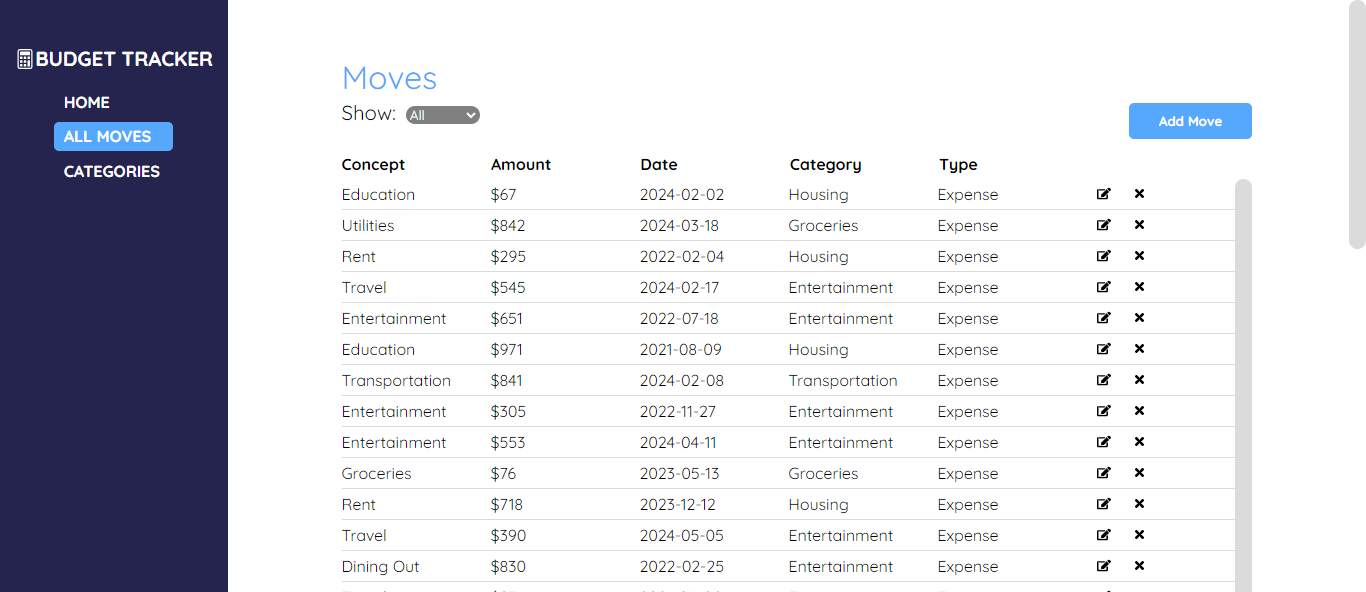 BUDGET TRACKER
HOME
ALL MOVES
CATEGORIES
Moves
Show: All
Add Move
Concept Amount Date Category Type
Education $67 2024-02-02 Housing Expense
Utilities $842 2024-03-18 Groceries Expense
Rent $295 2022-02-04 Housing Expense
Travel $545 2024-02-17 Entertainment Expense
Entertainment $651 2022-07-18 Entertainment Expense
Education $971 2021-08-09 Housing Expense
Transportation $841 2024-02-08 Transportation Expense
Entertainment $305 2022-11-27 Entertainment Expense
Entertainment $553 2024-04-11 Entertainment Expense
Groceries $76 2023-05-13 Groceries Expense
Rent $718 2023-12-12 Housing Expense
Travel $390 2024-05-05 Entertainment Expense
Dining Out $830 2022-02-25 Entertainment Expense